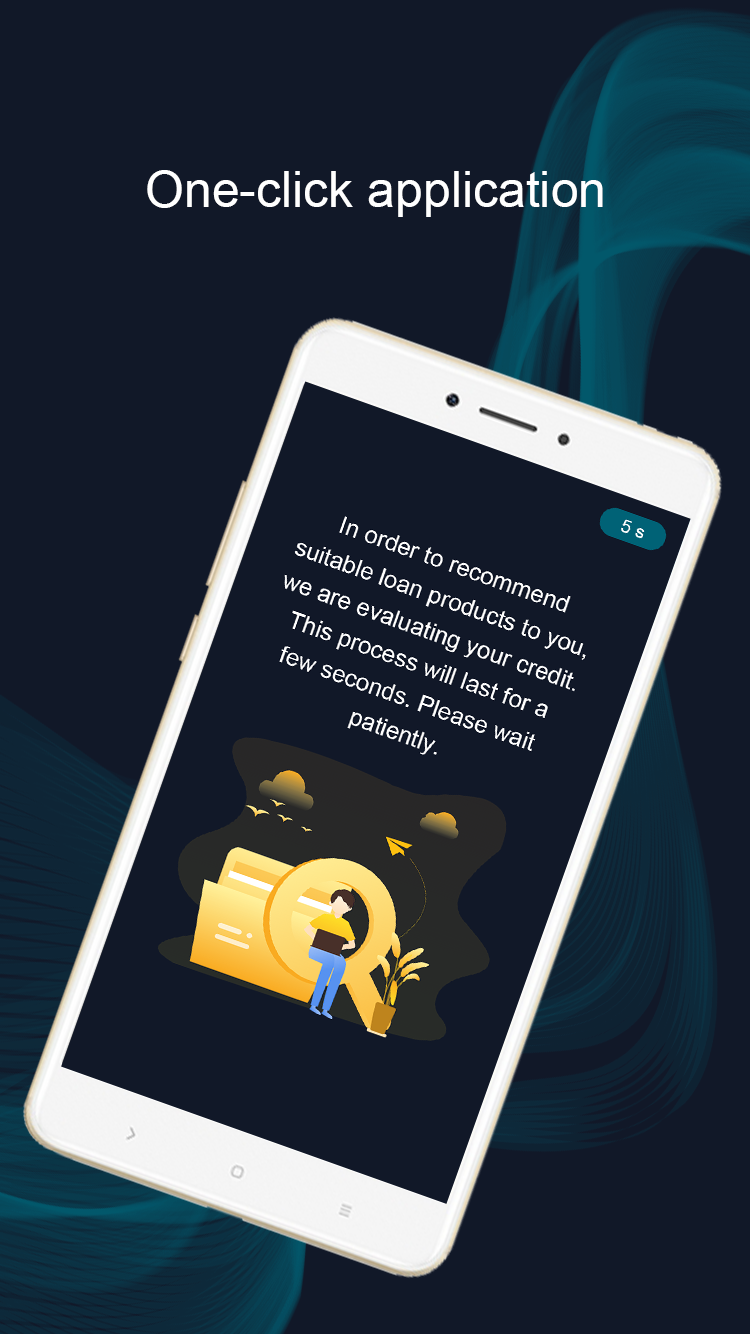 One-click application
5 s
In order to recommend
suitable loan products to you,
we are evaluating your credit.
This process will last for a
few seconds. Please wait
patiently.